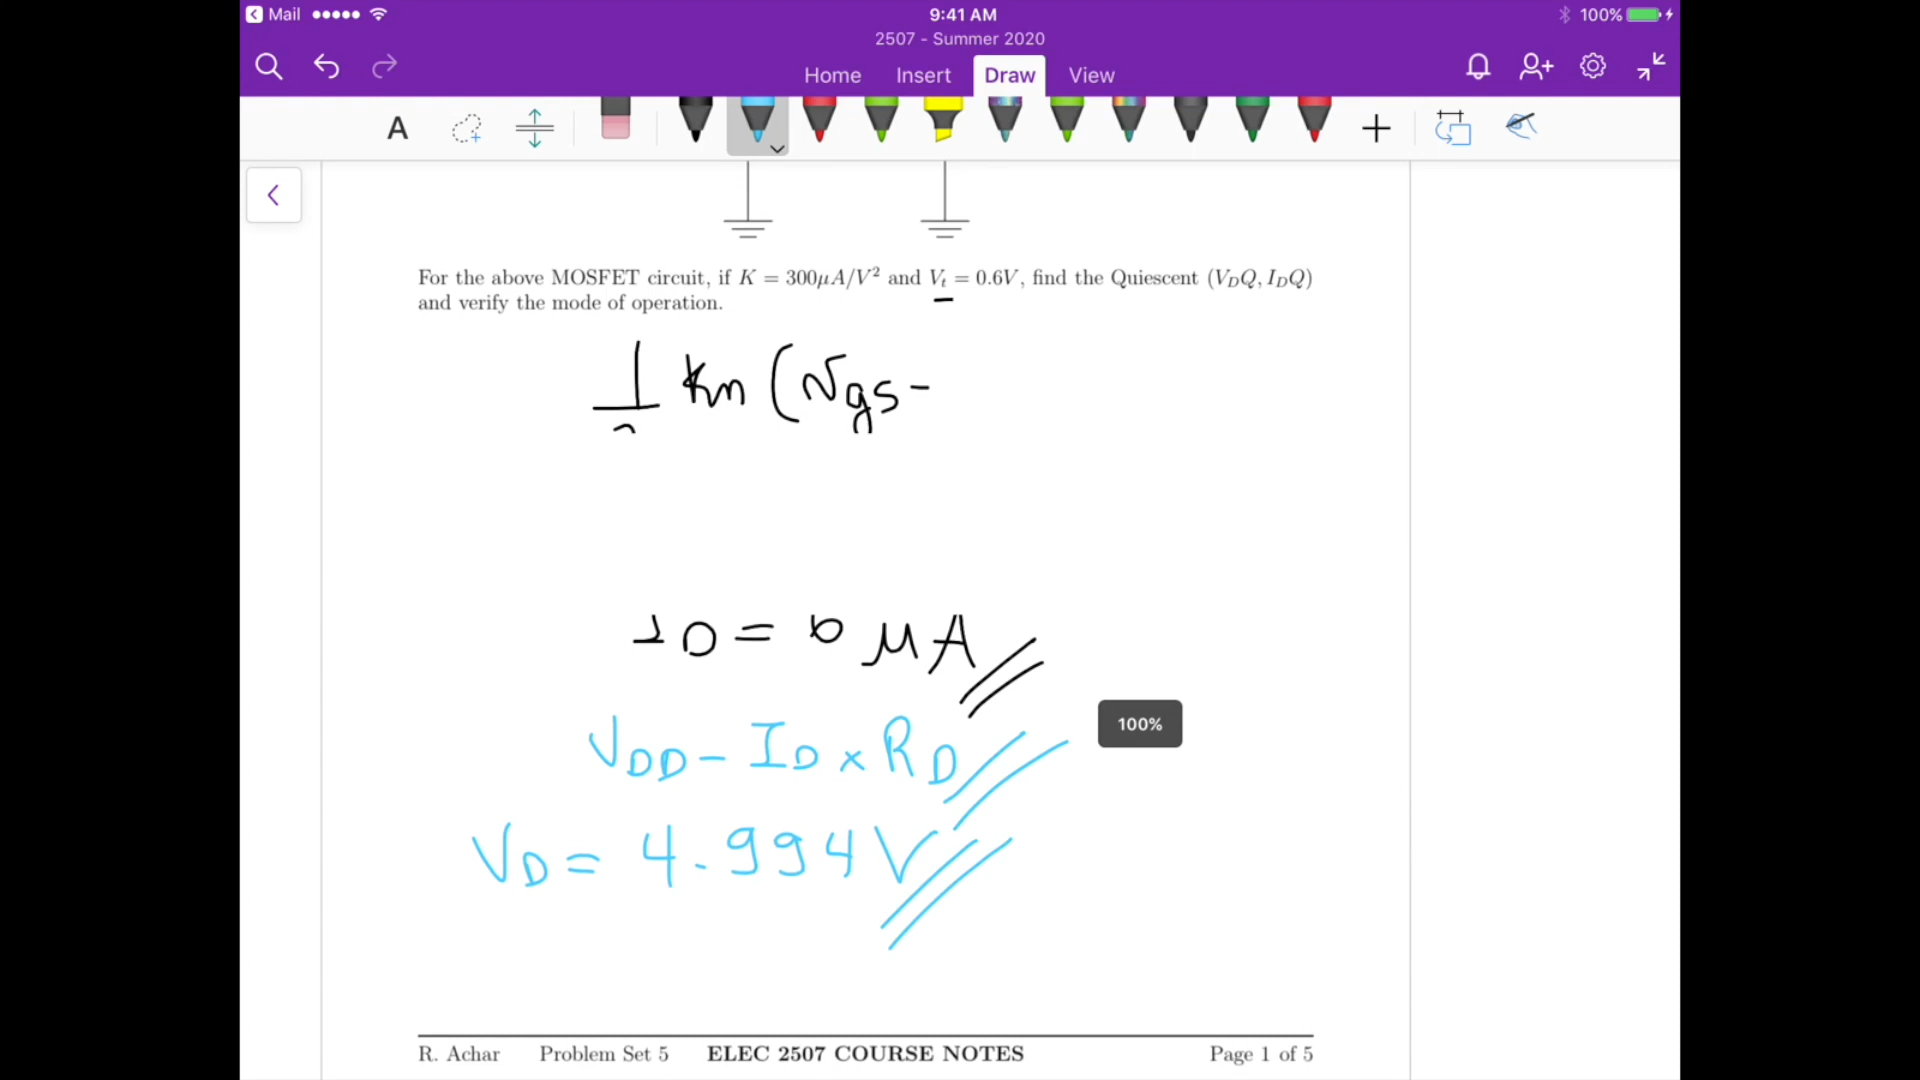 Mail
9:41 AM
100%
2507 - Summer 2020
Home Insert Draw View
A
For the above MOSFET circuit, if K = 300μA/V² and Vt = 0.6V, find the Quiescent (VDQ, IDQ)
and verify the mode of operation.
1 Kn (Vgs -
ID = 6 μA
100%
VDD - ID x RD
VD = 4.994V
R. Achar Problem Set 5 ELEC 2507 COURSE NOTES Page 1 of 5